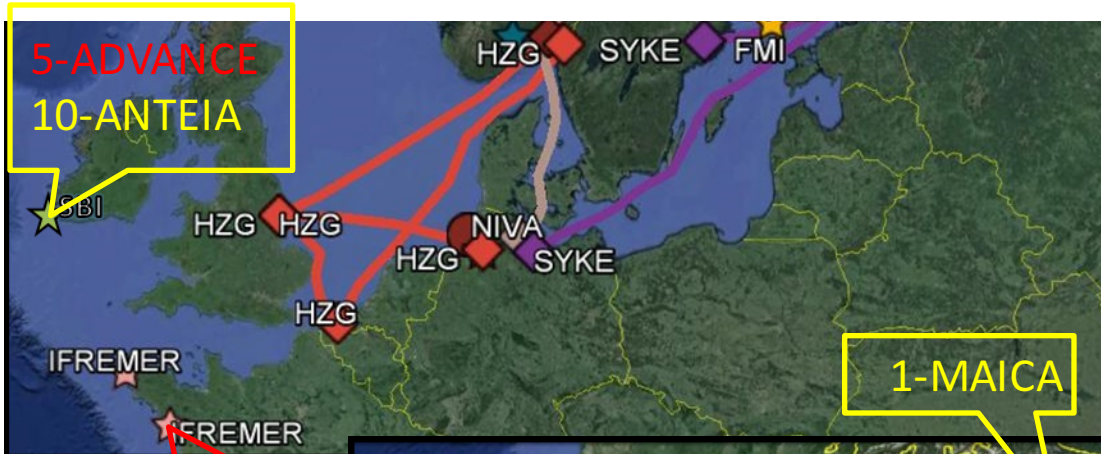 5-ADVANCE
10-ANTEIA
HZG
SYKE
FMI
SBI
HZG
HZG
NIVA
HZG
SYKE
HZG
IFREMER
IFREMER
1-MAICA